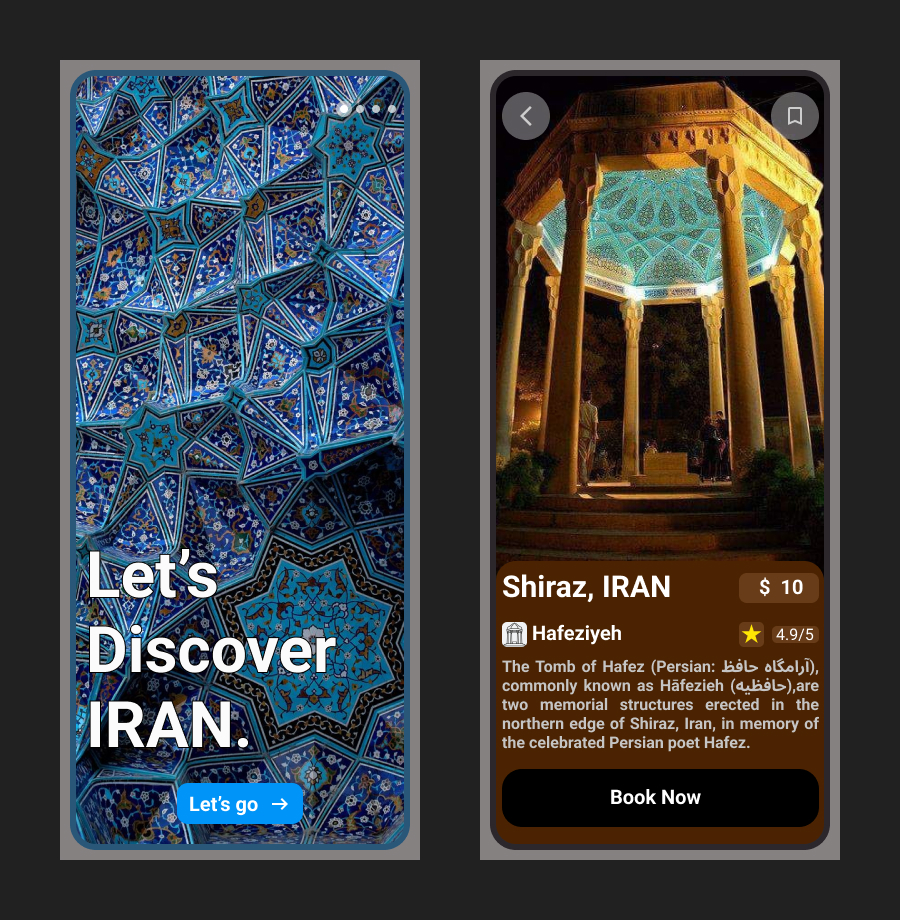 Let’s
Discover
IRAN.
Let’s go →
Shiraz, IRAN
$ 10
Hafeziyeh
4.9/5
The Tomb of Hafez (Persian: آرامگاه حافظ),
commonly known as Hāfezieh (حافظیه),are
two memorial structures erected in the
northern edge of Shiraz, Iran, in memory of
the celebrated Persian poet Hafez.
Book Now